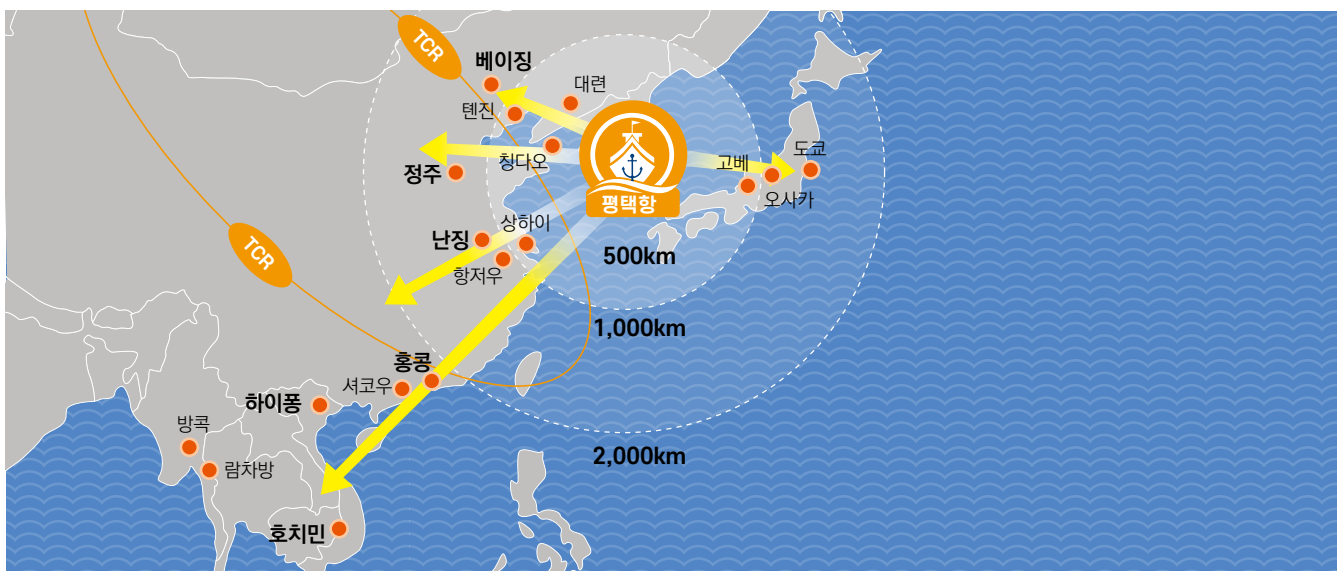 TCR
베이징
대련
톈진
칭다오
정주
고베
도쿄
오사카
평택항
상하이
난징
항저우
TCR
500km
1,000km
홍콩
셔코우
하이퐁
방콕
람차방
2,000km
호치민